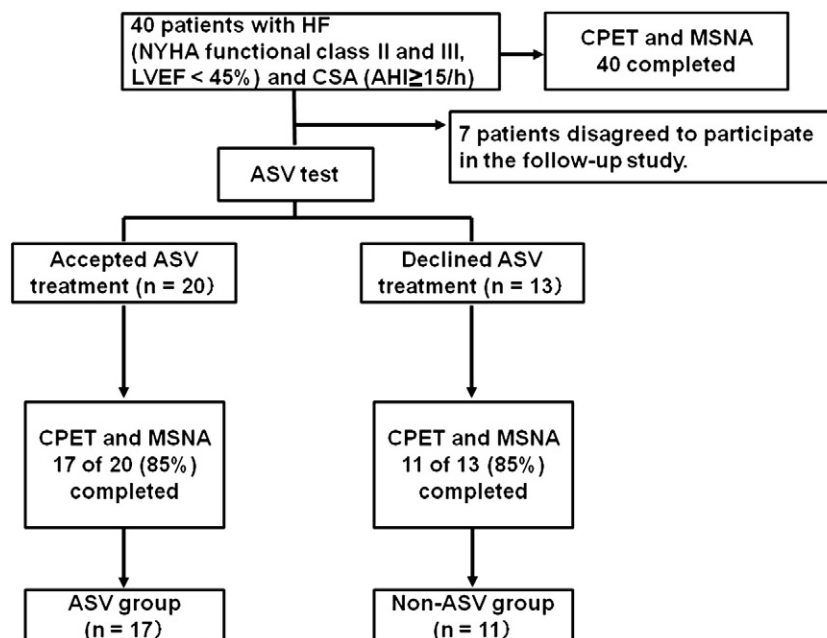 40 patients with HF
(NYHA functional class II and III,
LVEF < 45%) and CSA (AHI≧15/h)
CPET and MSNA
40 completed
7 patients disagreed to participate
in the follow-up study.
ASV test
Accepted ASV
treatment (n = 20)
Declined ASV
treatment (n = 13)
CPET and MSNA
17 of 20 (85%)
completed
CPET and MSNA
11 of 13 (85%)
completed
ASV group
(n = 17)
Non-ASV group
(n = 11)